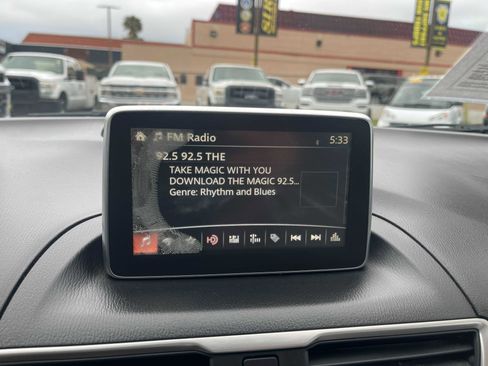 FM Radio
5:33
92.5 92.5 THE
TAKE MAGIC WITH YOU
DOWNLOAD THE MAGIC 92.5...
Genre: Rhythm and Blues